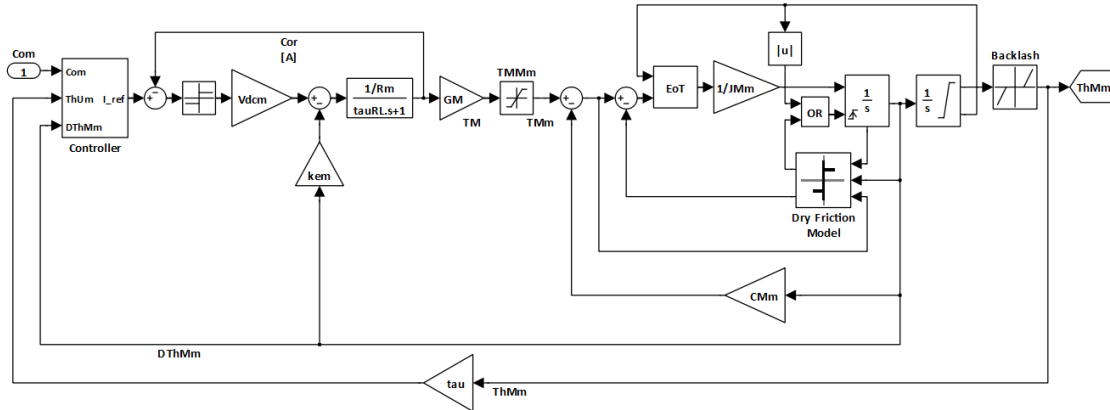 Com
1
Com
ThUm
I_ref
DThMm
Controller
Cor
[A]
Vdcm
1/Rm
tauRL.s+1
kem
GM
TM
TMMm
TMm
EoT
1/JMm
|u|
OR
1
s
1
s
Dry Friction
Model
Backlash
ThMm
CMm
DThMm
tau
ThMm